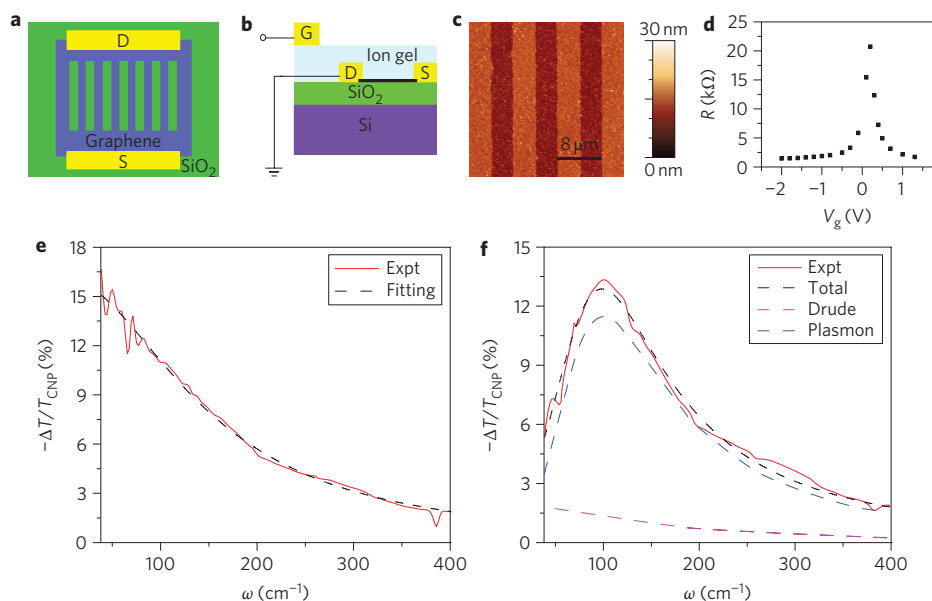 a
D
Graphene
S
SiO2
b
G
Ion gel
D
S
SiO2
Si
c
8 μm
30 nm
0 nm
d
R (kΩ)
25
20
15
10
5
0
−2
−1
0
1
Vg (V)
e
−ΔT/TCNP (%)
18
15
12
9
6
3
0
100
200
300
400
ω (cm−1)
Expt
Fitting
f
−ΔT/TCNP (%)
15
12
9
6
3
0
100
200
300
400
ω (cm−1)
Expt
Total
Drude
Plasmon